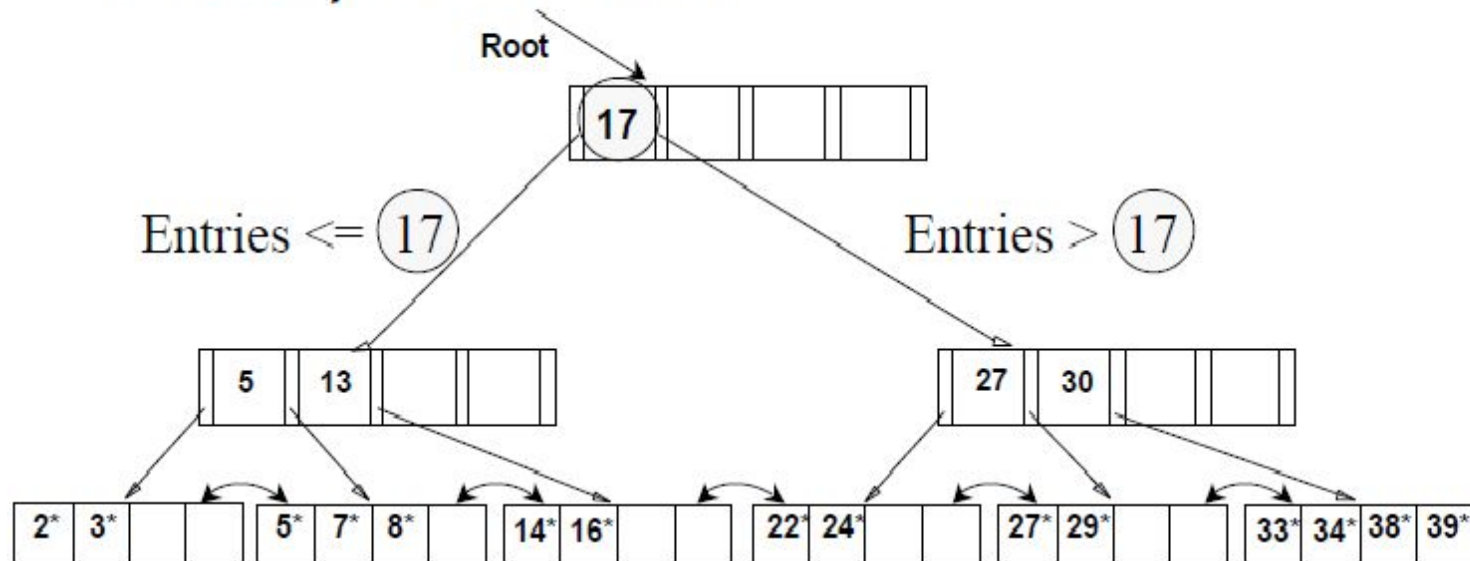 Root
17
Entries <= 17
Entries > 17
5 13
27 30
2* 3*
5* 7* 8*
14* 16*
22* 24*
27* 29*
33* 34* 38* 39*